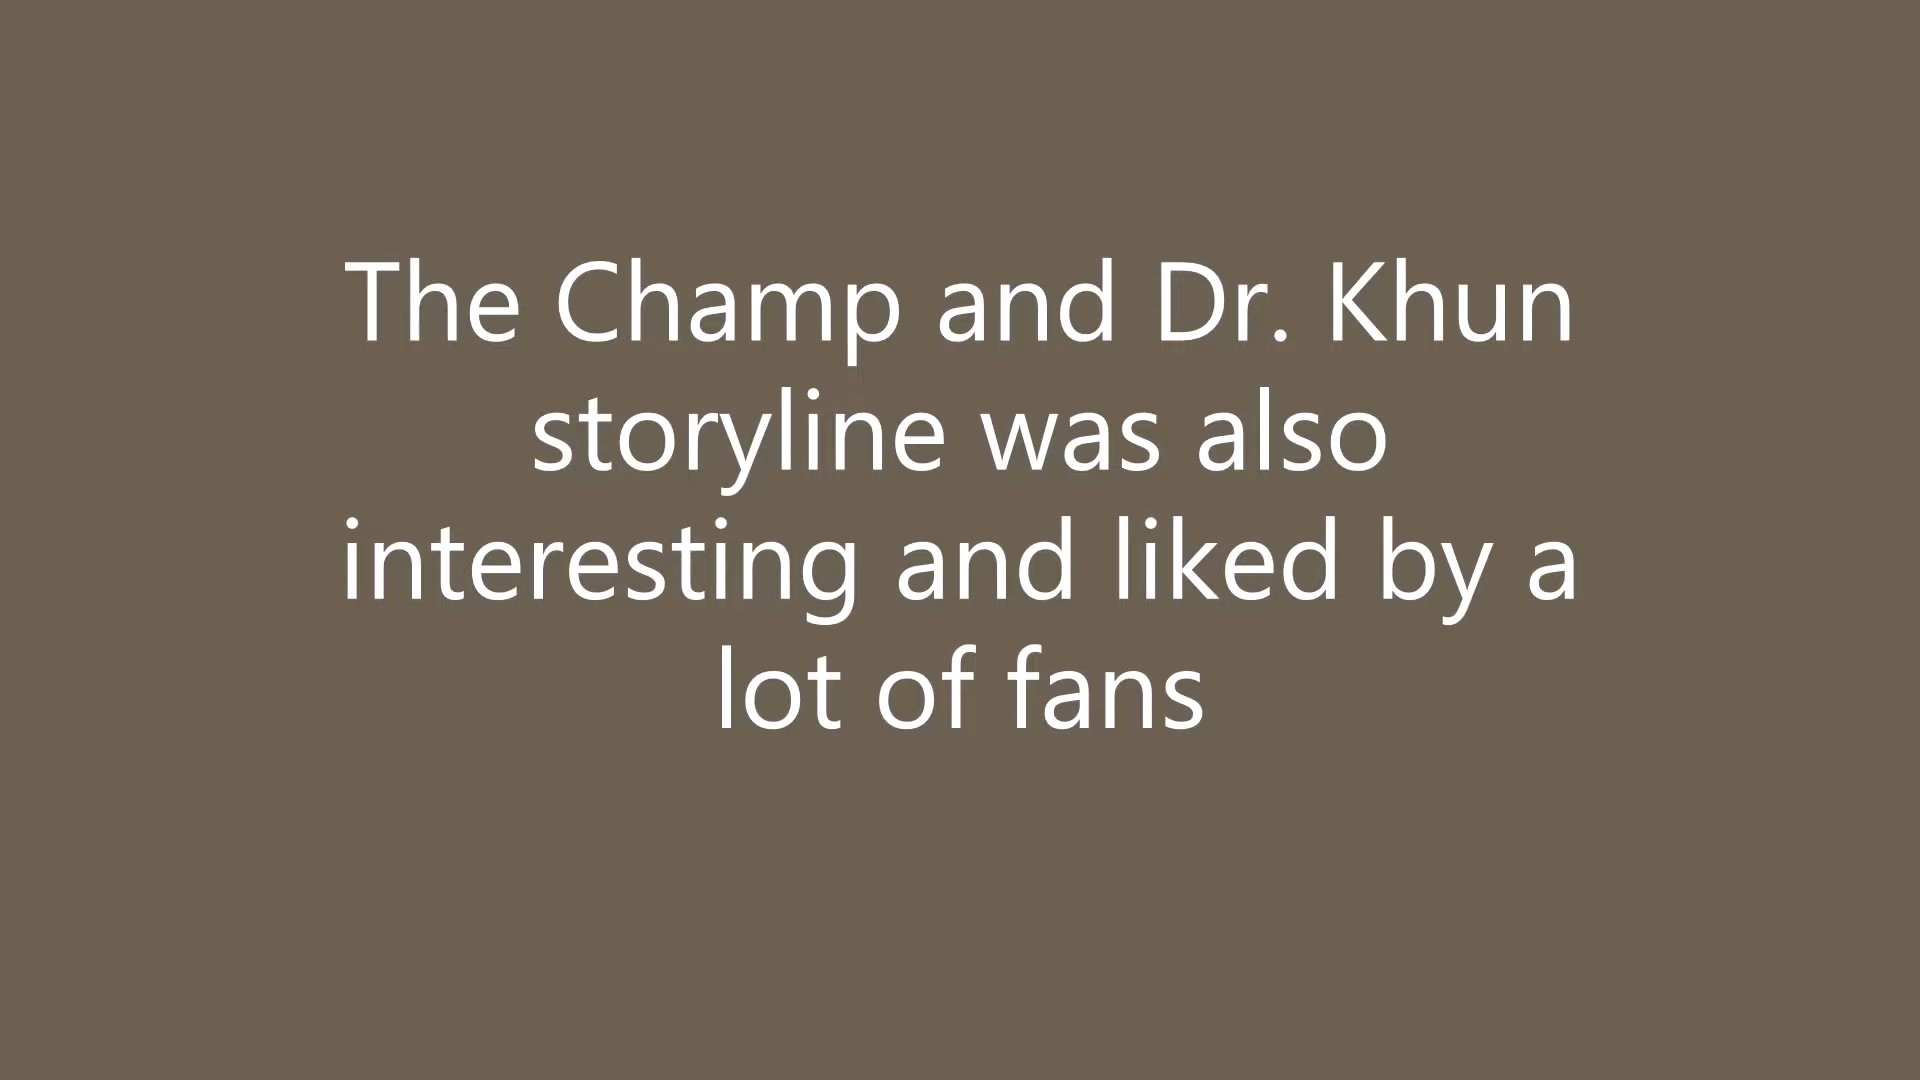 The Champ and Dr. Khun
storyline was also
interesting and liked by a
lot of fans